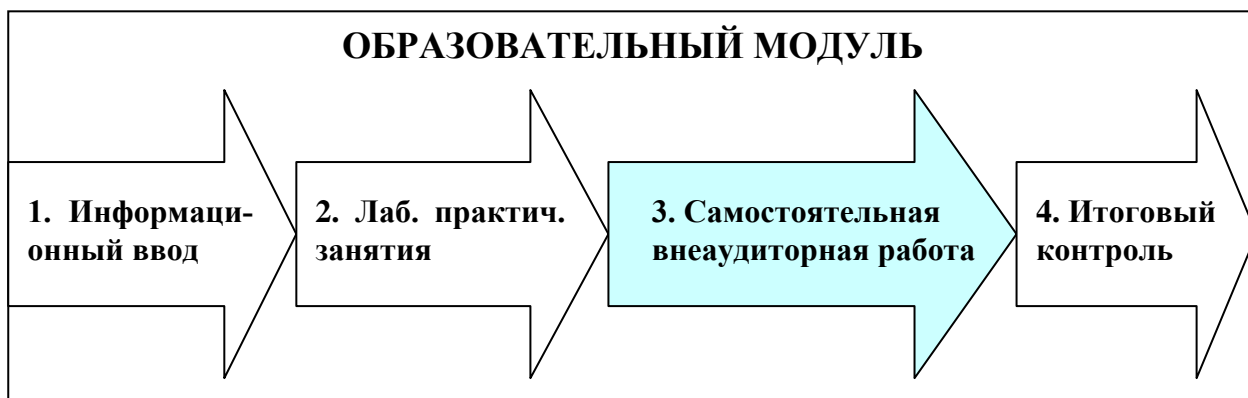 ОБРАЗОВАТЕЛЬНЫЙ МОДУЛЬ
1. Информаци-
онный ввод
2. Лаб. практич.
занятия
3. Самостоятельная
внеаудиторная работа
4. Итоговый
контроль